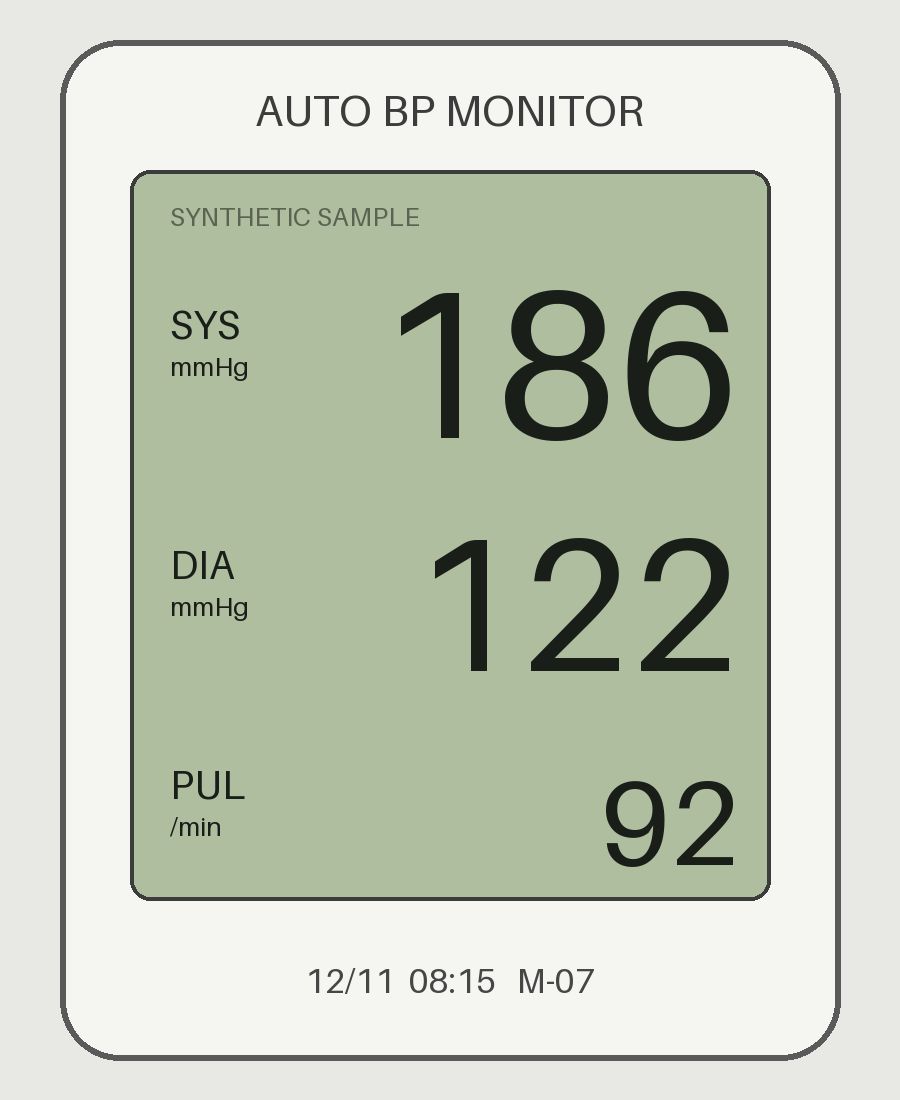 AUTO BP MONITOR
SYNTHETIC SAMPLE
SYS 186
mmHg
DIA 122
mmHg
PUL 92
/min
12/11 08:15 M-07